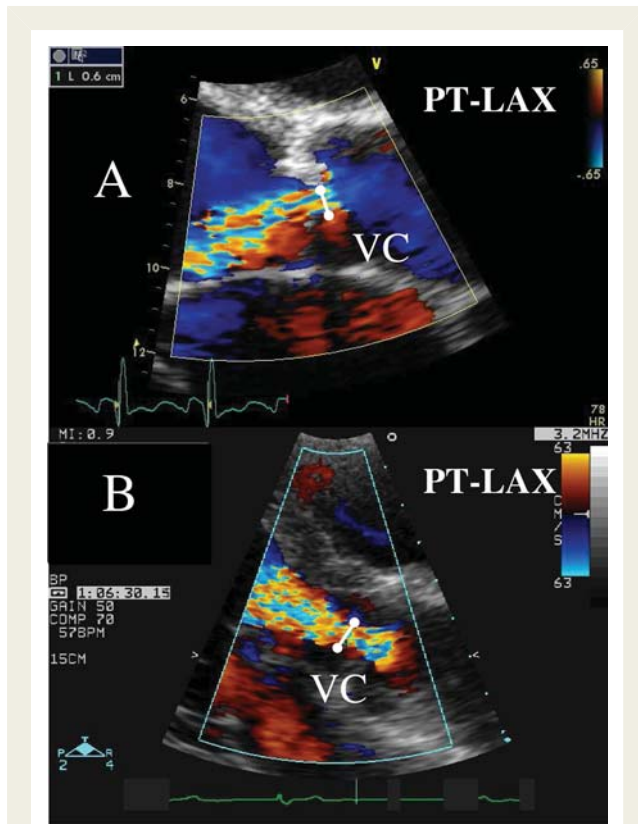 1 L 0.6 cm
V
.65
PT-LAX
-.65
6
A
8
VC
10
12
78
HR
MI:0.9
3.2MHZ
B
63
PT-LAX
C
M
/
S
63
BP
1:06:30.15
GAIN 50
COMP 70
57BPM
15CM
VC
T
P R
2 4